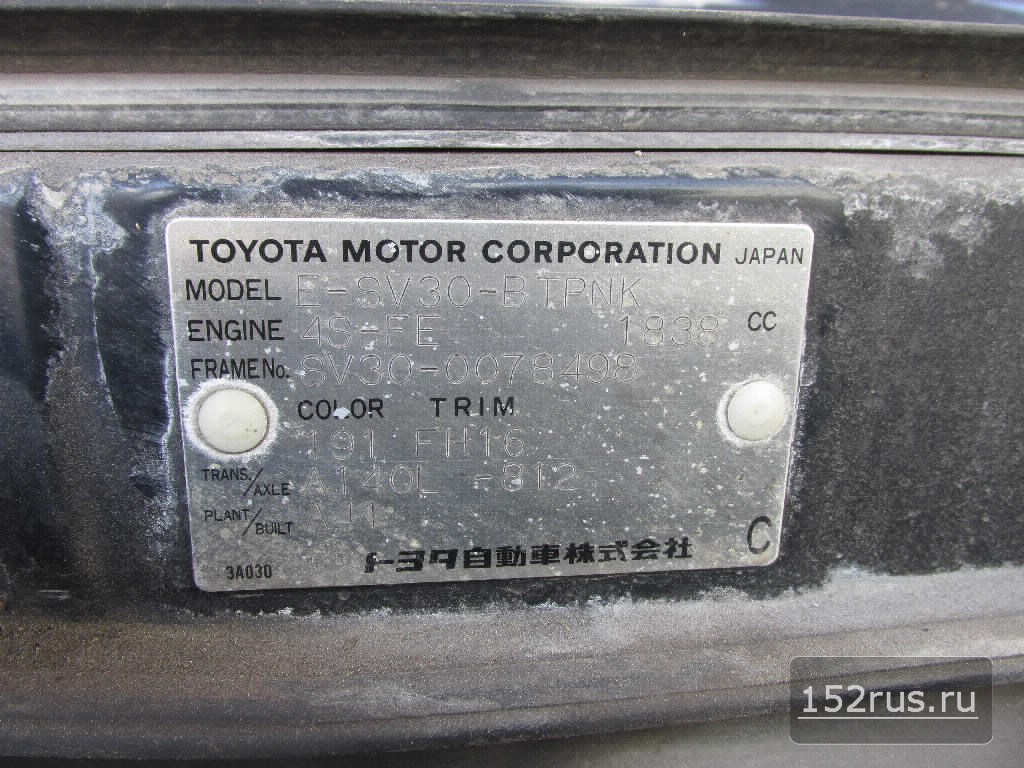 TOYOTA MOTOR CORPORATION JAPAN
MODEL E-SV30-BTPNK
ENGINE 4S-FE 1838 CC
FRAME No. SV30-0078498
COLOR TRIM
191 FH16
TRANS./AXLE A140L -812
PLANT/BUILT A11
3A030 トヨタ自動車株式会社 C
152rus.ru